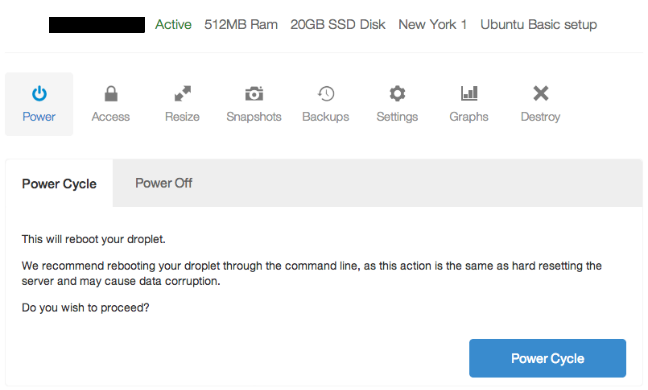 Active 512MB Ram 20GB SSD Disk New York 1 Ubuntu Basic setup
Power Access Resize Snapshots Backups Settings Graphs Destroy
Power Cycle Power Off
This will reboot your droplet.
We recommend rebooting your droplet through the command line, as this action is the same as hard resetting the
server and may cause data corruption.
Do you wish to proceed?
Power Cycle